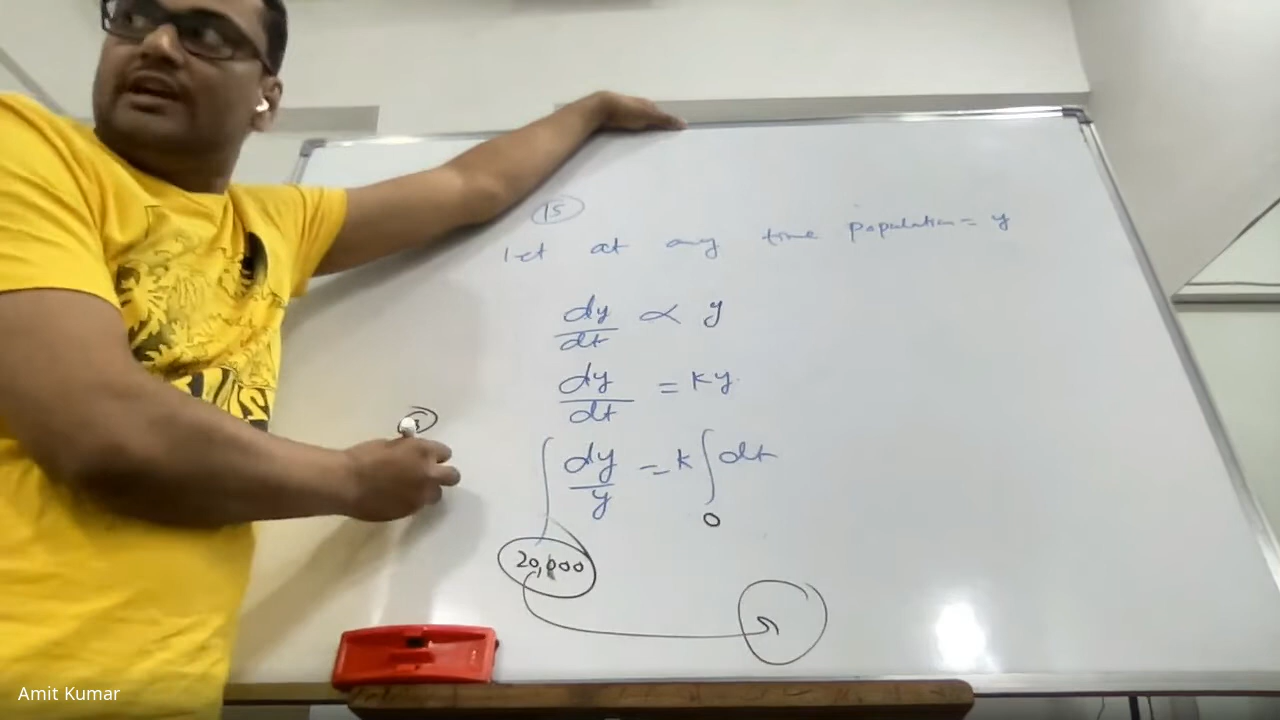 15
Let at any time population = y
dy/dt ∝ y
dy/dt = ky
∫ dy/y = k ∫ dt
0
20,000
Amit Kumar